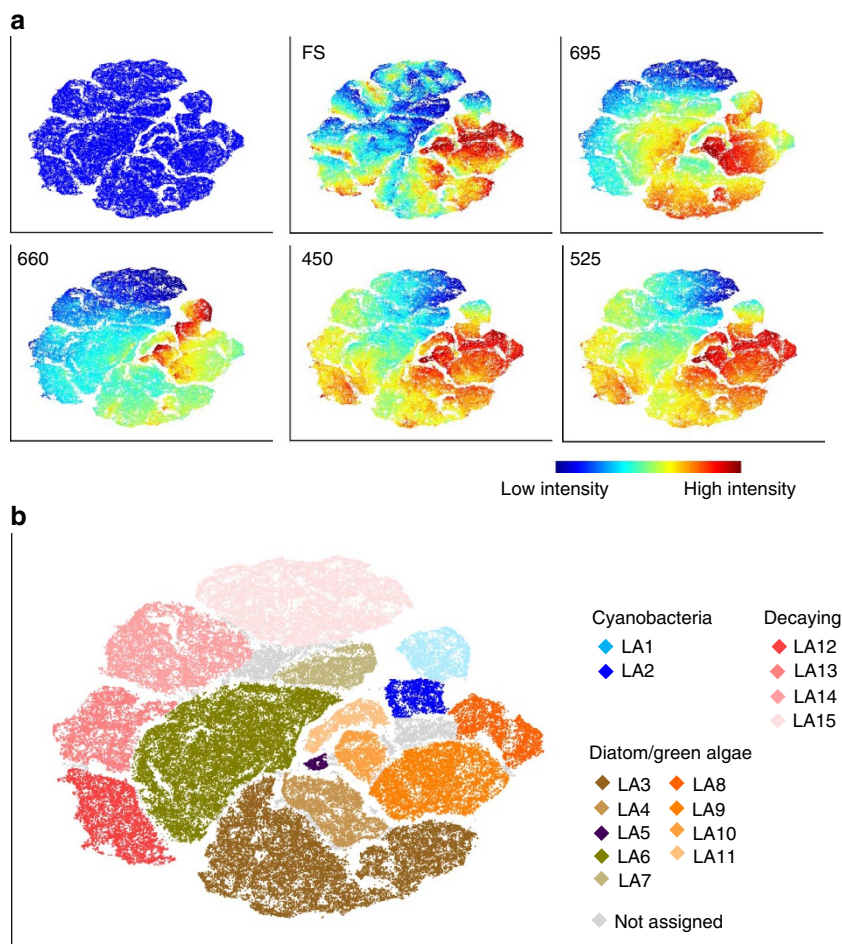 a
FS
695
660
450
525
Low intensity
High intensity
b
Cyanobacteria
LA1
LA2
Decaying
LA12
LA13
LA14
LA15
Diatom/green algae
LA3
LA4
LA5
LA6
LA7
LA8
LA9
LA10
LA11
Not assigned